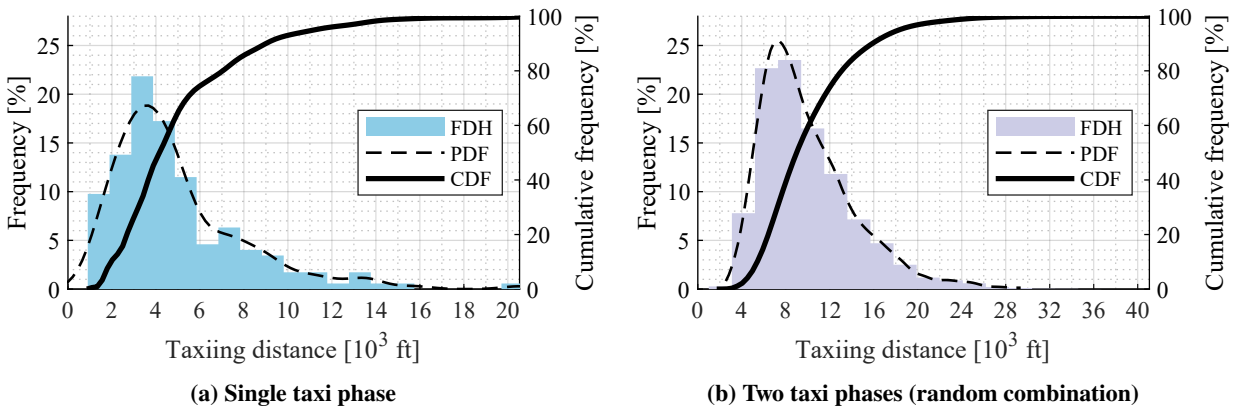 Frequency [%]
25
20
15
10
5
0
0 2 4 6 8 10 12 14 16 18 20
Taxiing distance [10³ ft]
100
80
60
40
20
0
Cumulative frequency [%]
FDH
PDF
CDF
(a) Single taxi phase
Frequency [%]
25
20
15
10
5
0
0 4 8 12 16 20 24 28 32 36 40
Taxiing distance [10³ ft]
100
80
60
40
20
0
Cumulative frequency [%]
FDH
PDF
CDF
(b) Two taxi phases (random combination)